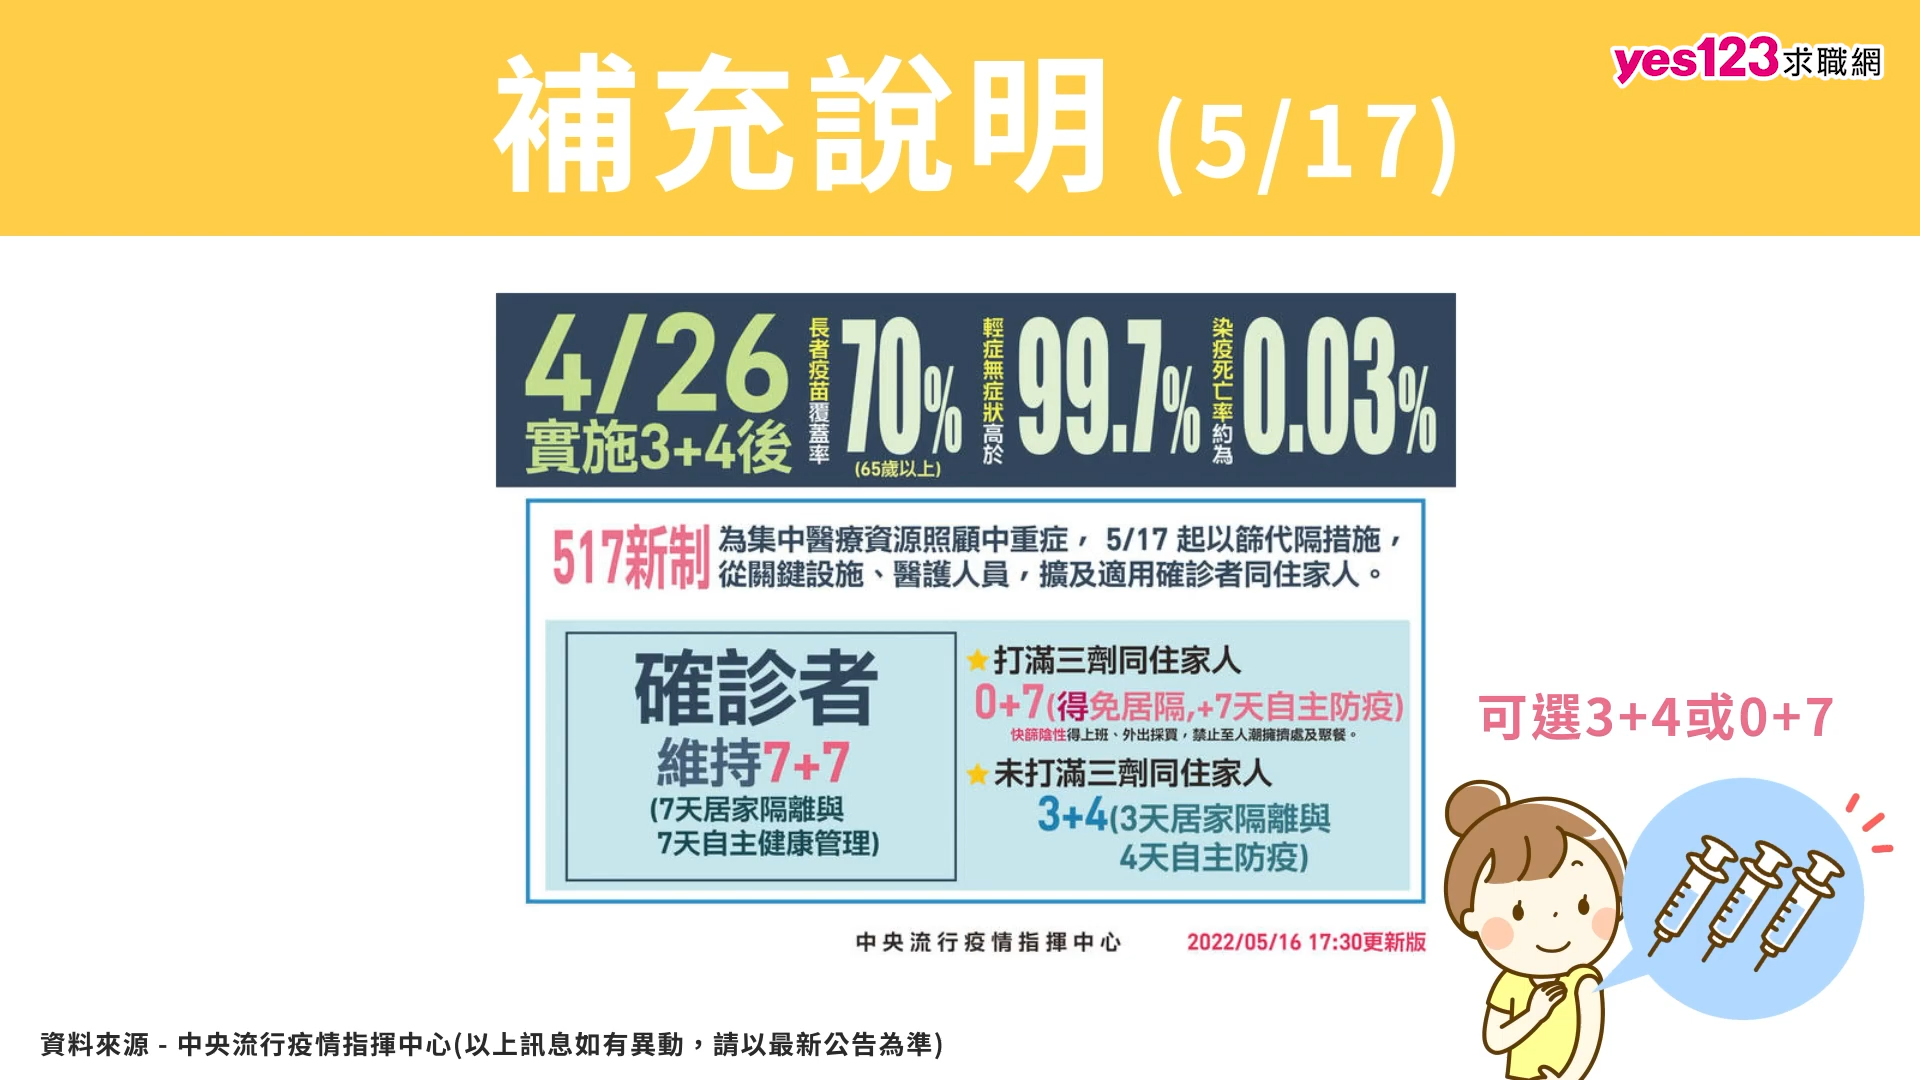 補充說明 (5/17)
yes123求職網
4/26
實施3+4後
長者疫苗覆蓋率
70%
(65歲以上)
輕症無症狀高於
99.7%
染疫死亡率約為
0.03%
517新制
為集中醫療資源照顧中重症，5/17 起以篩代隔措施，
從關鍵設施、醫護人員，擴及適用確診者同住家人。
確診者
維持7+7
(7天居家隔離與
7天自主健康管理)
★打滿三劑同住家人
0+7(得免居隔,+7天自主防疫)
快篩陰性得上班、外出採買，禁止至人潮擁擠處及聚餐。
★未打滿三劑同住家人
3+4(3天居家隔離與
4天自主防疫)
可選3+4或0+7
中央流行疫情指揮中心
2022/05/16 17:30更新版
資料來源 - 中央流行疫情指揮中心(以上訊息如有異動，請以最新公告為準)